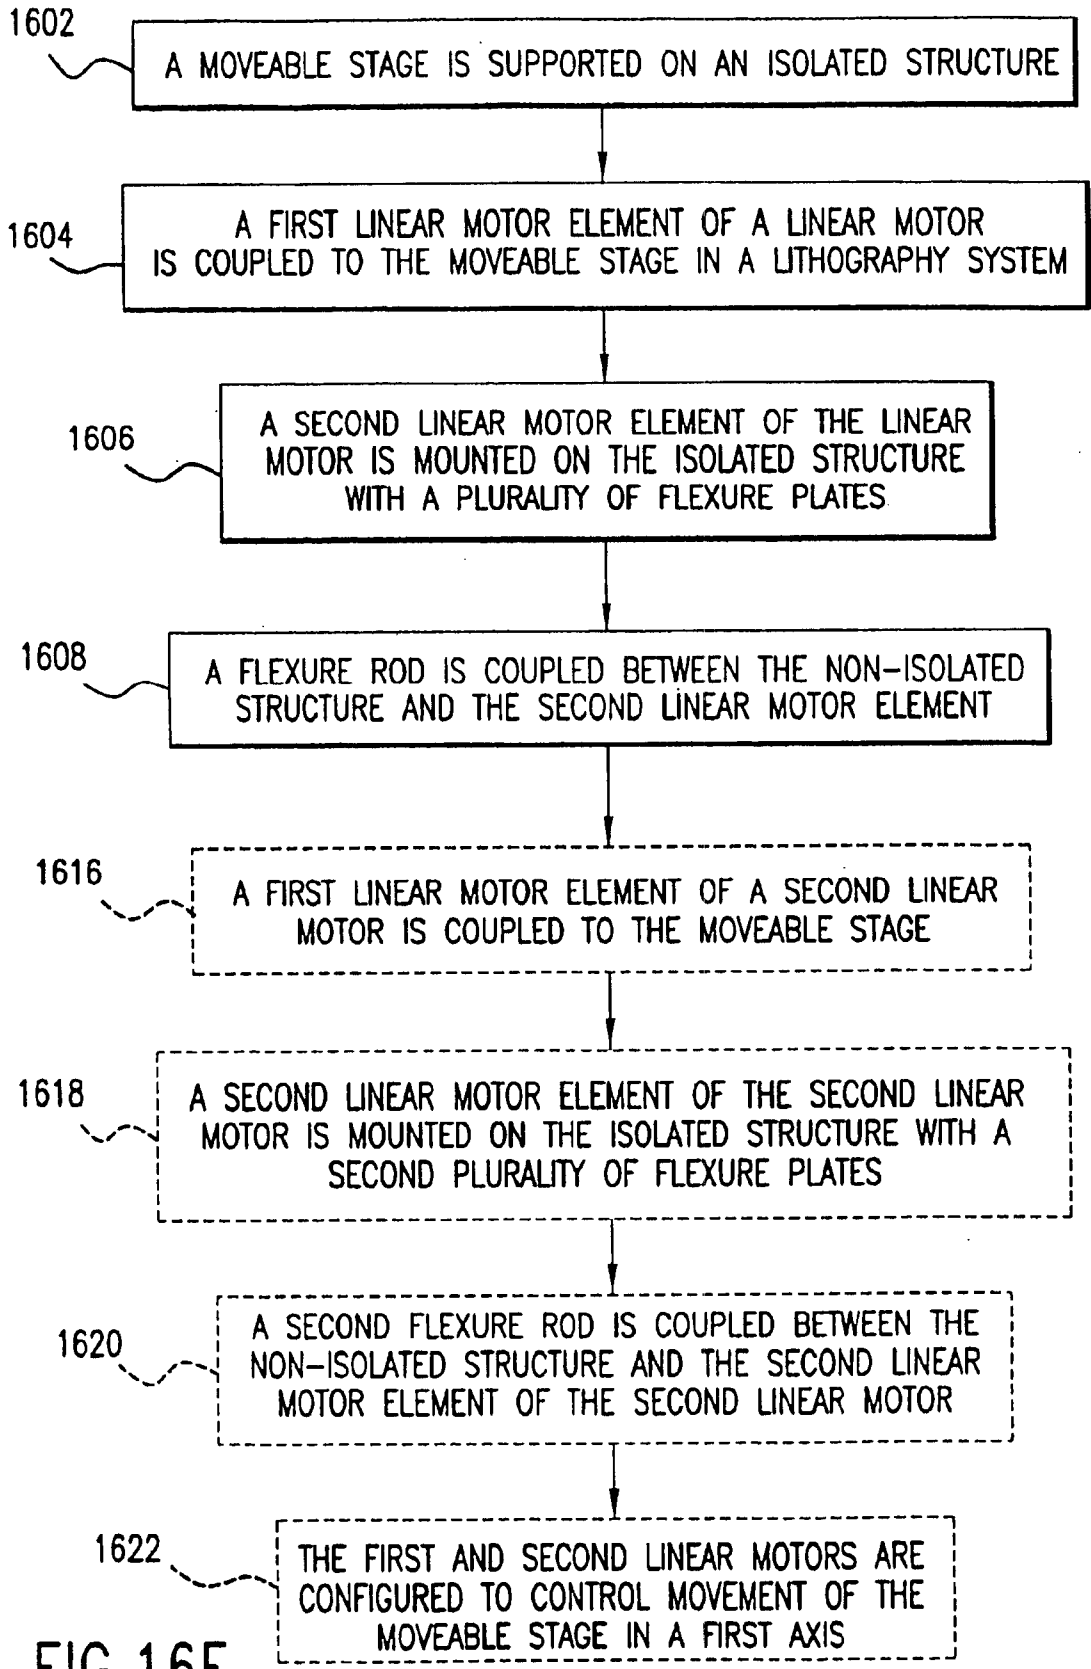 1602
A MOVEABLE STAGE IS SUPPORTED ON AN ISOLATED STRUCTURE
1604
A FIRST LINEAR MOTOR ELEMENT OF A LINEAR MOTOR
IS COUPLED TO THE MOVEABLE STAGE IN A LITHOGRAPHY SYSTEM
1606
A SECOND LINEAR MOTOR ELEMENT OF THE LINEAR
MOTOR IS MOUNTED ON THE ISOLATED STRUCTURE
WITH A PLURALITY OF FLEXURE PLATES
1608
A FLEXURE ROD IS COUPLED BETWEEN THE NON-ISOLATED
STRUCTURE AND THE SECOND LINEAR MOTOR ELEMENT
1616
A FIRST LINEAR MOTOR ELEMENT OF A SECOND LINEAR
MOTOR IS COUPLED TO THE MOVEABLE STAGE
1618
A SECOND LINEAR MOTOR ELEMENT OF THE SECOND LINEAR
MOTOR IS MOUNTED ON THE ISOLATED STRUCTURE WITH A
SECOND PLURALITY OF FLEXURE PLATES
1620
A SECOND FLEXURE ROD IS COUPLED BETWEEN THE
NON-ISOLATED STRUCTURE AND THE SECOND LINEAR
MOTOR ELEMENT OF THE SECOND LINEAR MOTOR
1622
THE FIRST AND SECOND LINEAR MOTORS ARE
CONFIGURED TO CONTROL MOVEMENT OF THE
MOVEABLE STAGE IN A FIRST AXIS